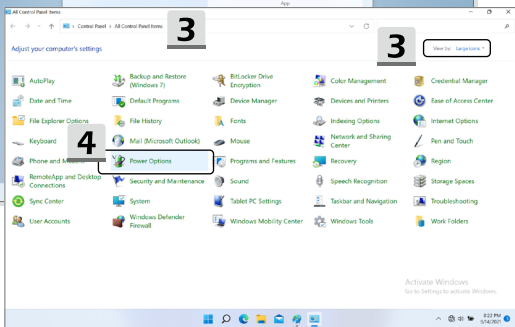 App
All Control Panel Items
Control Panel > All Control Panel Items
3
3
Adjust your computer's settings
View by: Large icons
AutoPlay
Backup and Restore
(Windows 7)
BitLocker Drive
Encryption
Color Management
Credential Manager
Date and Time
Default Programs
Device Manager
Devices and Printers
Ease of Access Center
File Explorer Options
File History
Fonts
Indexing Options
Internet Options
Keyboard
4
Mail (Microsoft Outlook)
Mouse
Network and Sharing
Center
Pen and Touch
Phone and
Power Options
Programs and Features
Recovery
Region
RemoteApp and Desktop
Connections
Security and Maintenance
Sound
Speech Recognition
Storage Spaces
Sync Center
System
Tablet PC Settings
Taskbar and Navigation
Troubleshooting
User Accounts
Windows Defender
Firewall
Windows Mobility Center
Windows Tools
Work Folders
Activate Windows
Go to Settings to activate Windows.
8:22 PM
9/14/2021